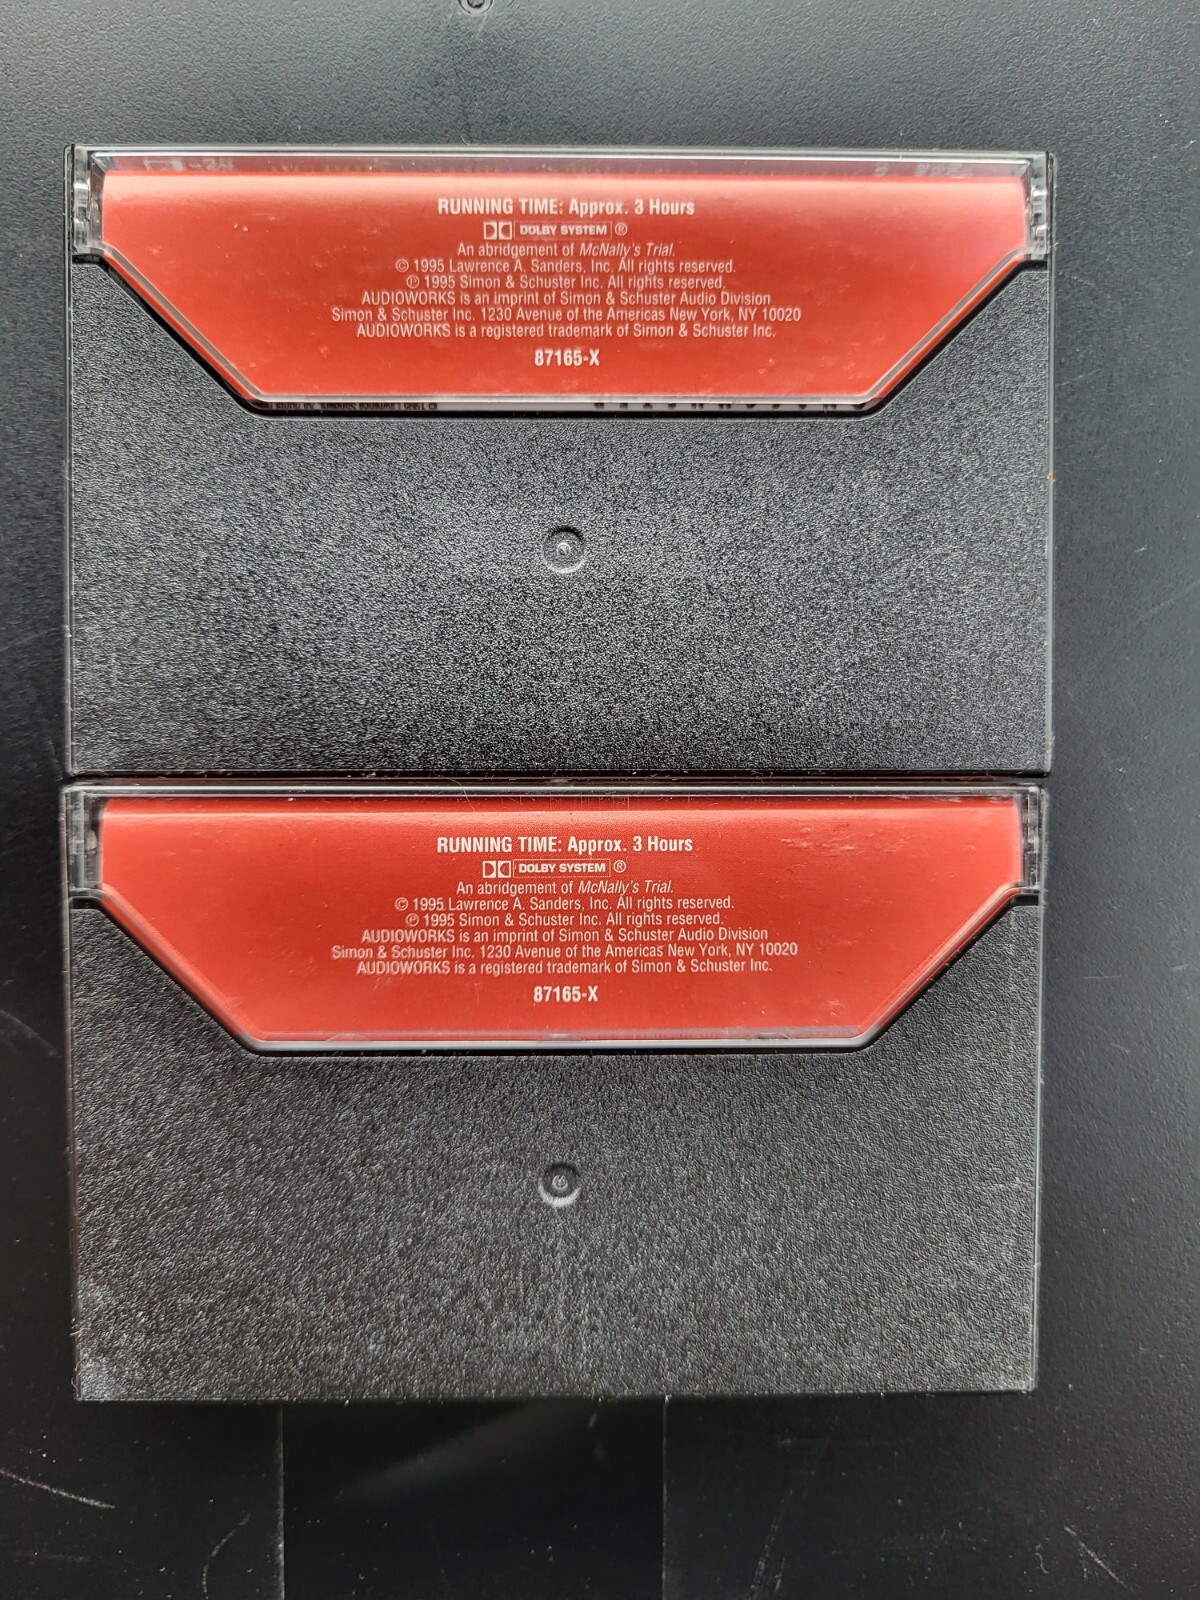 RUNNING TIME: Approx. 3 Hours
DOLBY SYSTEM ®
An abridgement of McNally's Trial.
© 1995 Lawrence A. Sanders, Inc. All rights reserved.
℗ 1995 Simon & Schuster Inc. All rights reserved.
AUDIOWORKS is an imprint of Simon & Schuster Audio Division
Simon & Schuster Inc. 1230 Avenue of the Americas New York, NY 10020
AUDIOWORKS is a registered trademark of Simon & Schuster Inc.
87165-X
RUNNING TIME: Approx. 3 Hours
DOLBY SYSTEM ®
An abridgement of McNally's Trial.
© 1995 Lawrence A. Sanders, Inc. All rights reserved.
℗ 1995 Simon & Schuster Inc. All rights reserved.
AUDIOWORKS is an imprint of Simon & Schuster Audio Division
Simon & Schuster Inc. 1230 Avenue of the Americas New York, NY 10020
AUDIOWORKS is a registered trademark of Simon & Schuster Inc.
87165-X